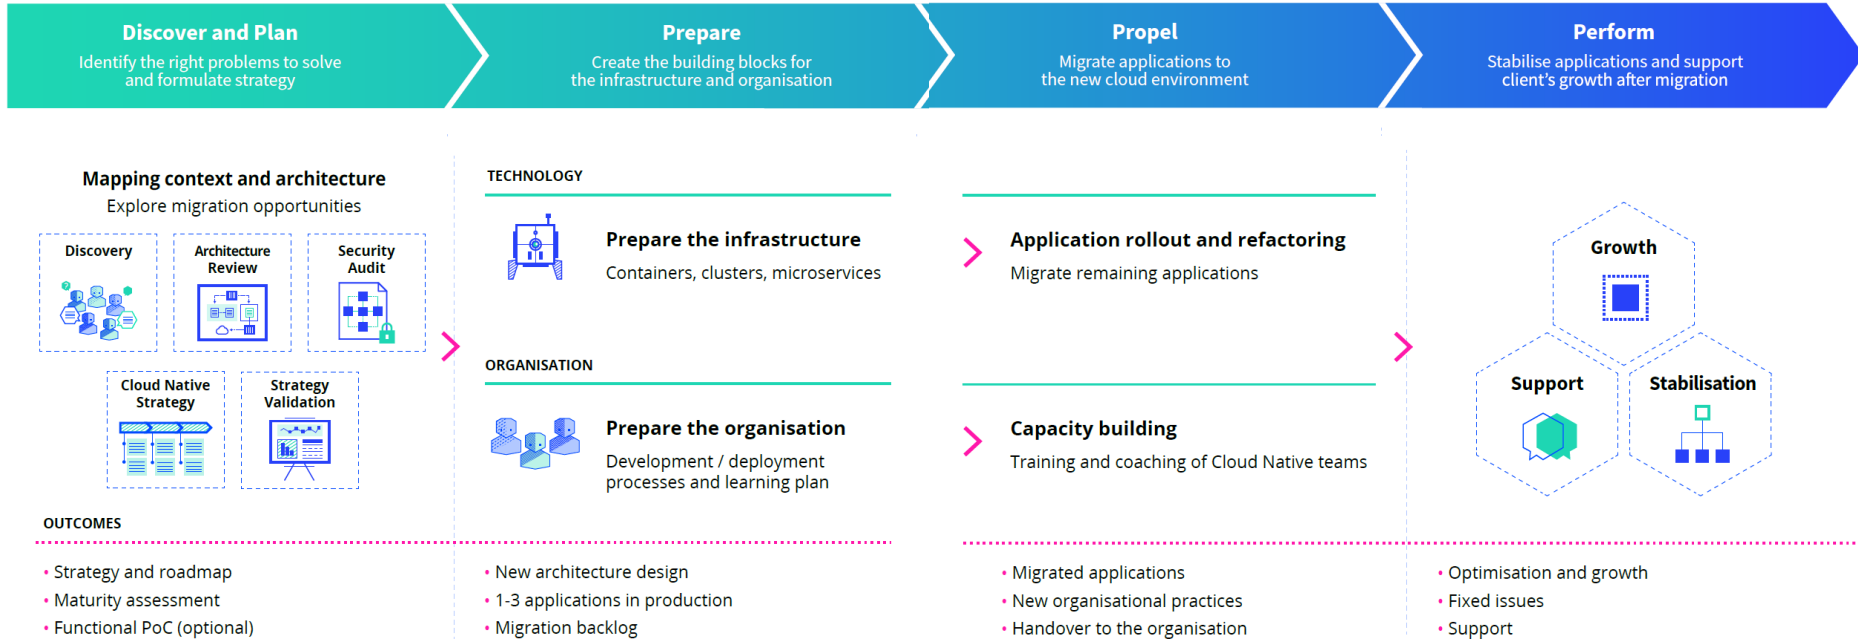 Discover and Plan
Identify the right problems to solve
and formulate strategy
Prepare
Create the building blocks for
the infrastructure and organisation
Propel
Migrate applications to
the new cloud environment
Perform
Stabilise applications and support
client's growth after migration
Mapping context and architecture
Explore migration opportunities
Discovery
?
Architecture
Review
Security
Audit
Cloud Native
Strategy
Strategy
Validation
TECHNOLOGY
Prepare the infrastructure
Containers, clusters, microservices
ORGANISATION
Prepare the organisation
Development / deployment
processes and learning plan
Application rollout and refactoring
Migrate remaining applications
Capacity building
Training and coaching of Cloud Native teams
Growth
Support
Stabilisation
OUTCOMES
• Strategy and roadmap
• Maturity assessment
• Functional PoC (optional)
• New architecture design
• 1-3 applications in production
• Migration backlog
• Migrated applications
• New organisational practices
• Handover to the organisation
• Optimisation and growth
• Fixed issues
• Support